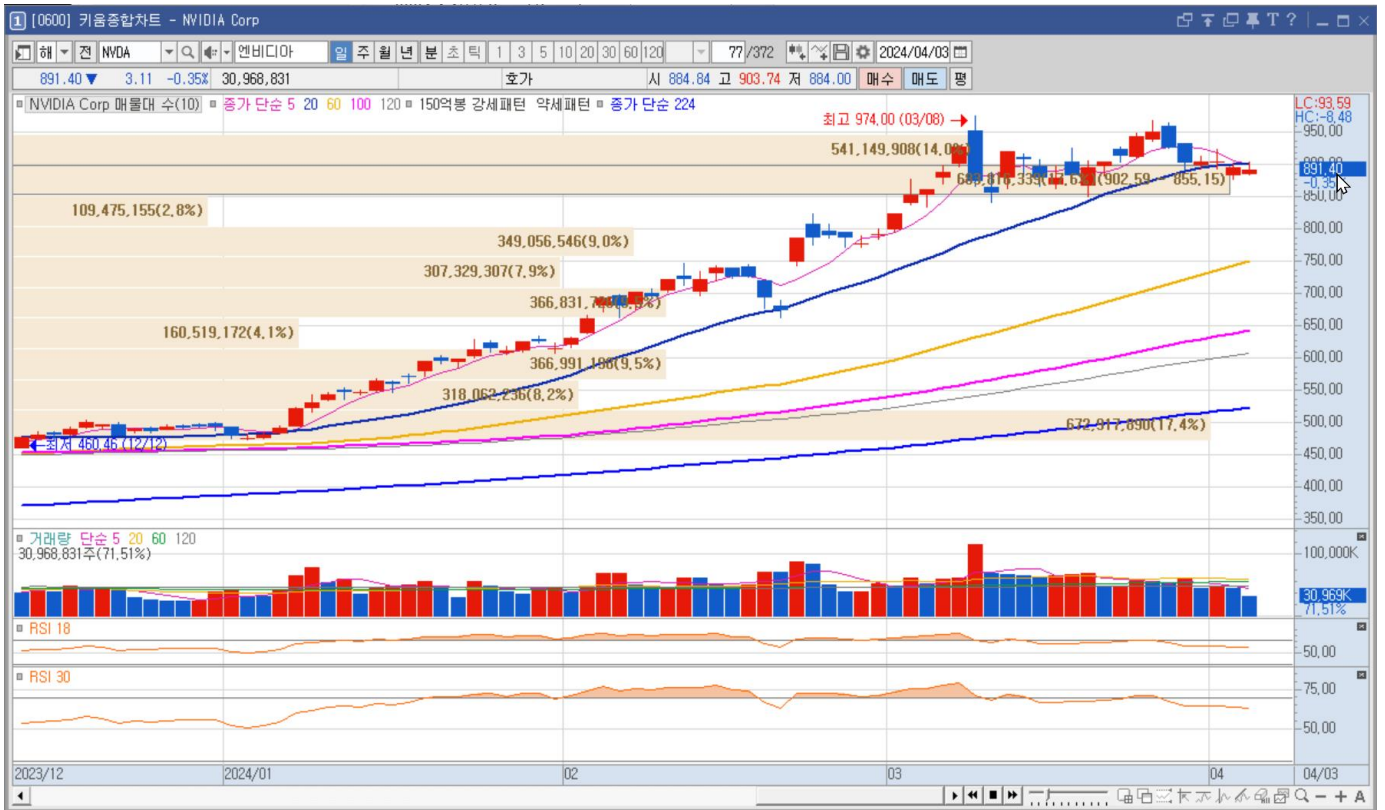 1 [0600] 키움종합차트 - NVIDIA Corp T ?
해 전 NVDA 엔비디아 일 주 월 년 분 초 틱 1 3 5 10 20 30 60 120 77 /372 2024/04/03
891.40▼ 3.11 -0.35% 30,968,831 호가 시 884.84 고 903.74 저 884.00 매수 매도 평
NVIDIA Corp 매물대 수(10) 종가 단순 5 20 60 100 120 150억봉 강세패턴 약세패턴 종가 단순 224
LC:93.59
HC:-8.48
최고 974.00 (03/08)
950.00
541,149,908(14.0%)
891.40
-0.35
855.15)
850.00
109,475,155(2.8%)
800.00
349,056,546(9.0%)
750.00
307,329,307(7.9%)
700.00
160,519,172(4.1%)
650.00
600.00
366,991,198(9.5%)
550.00
318,062,236(8.2%)
500.00
672,917,890(17.4%)
최저 460.46 (12/12)
450.00
400.00
350.00
거래량 단순 5 20 60 120
30,968,831주(71.51%)
100,000K
30,969K
71.51%
RSI 18
50.00
RSI 30
75.00
50.00
2023/12 2024/01 02 03 04 04/03
A